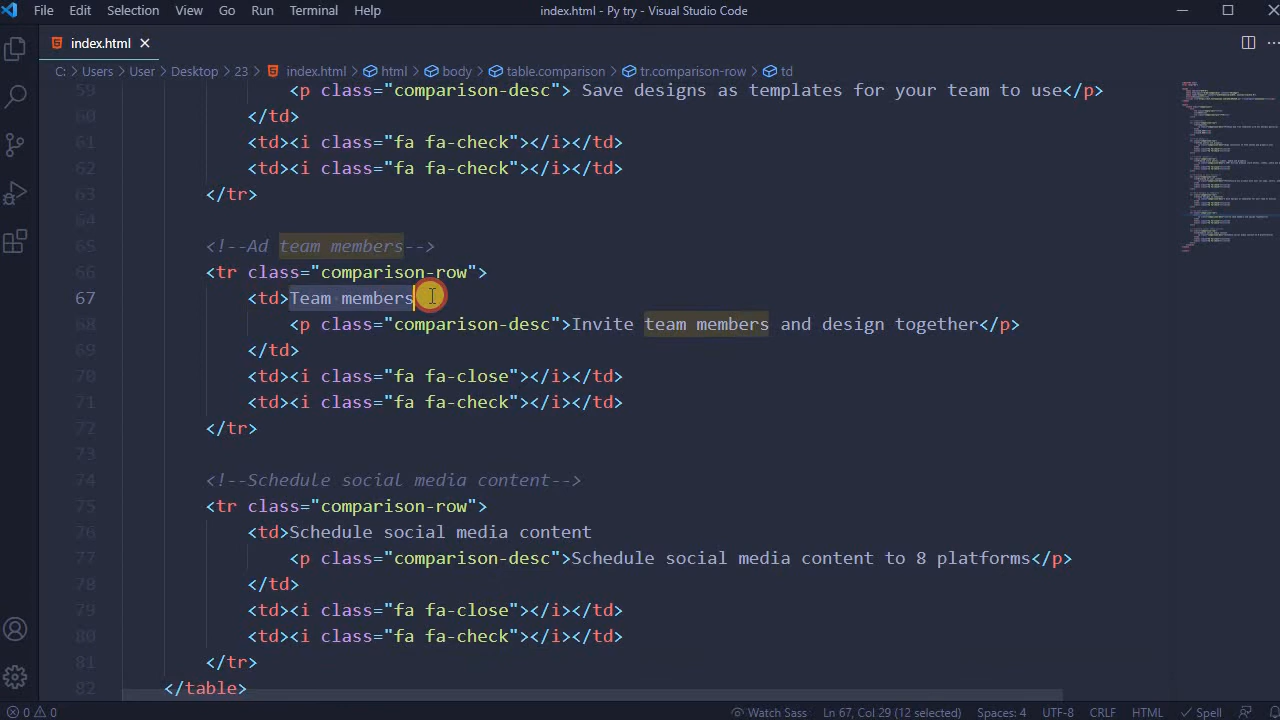 File Edit Selection View Go Run Terminal Help index.html - Py try - Visual Studio Code
index.html
C: > Users > User > Desktop > 23 > index.html > html > body > table.comparison > tr.comparison-row > td
59 <p class="comparison-desc"> Save designs as templates for your team to use</p>
60 </td>
61 <td><i class="fa fa-check"></i></td>
62 <td><i class="fa fa-check"></i></td>
63 </tr>
64
65 <!--Ad team members-->
66 <tr class="comparison-row">
67 <td>Team members
68 <p class="comparison-desc">Invite team members and design together</p>
69 </td>
70 <td><i class="fa fa-close"></i></td>
71 <td><i class="fa fa-check"></i></td>
72 </tr>
73
74 <!--Schedule social media content-->
75 <tr class="comparison-row">
76 <td>Schedule social media content
77 <p class="comparison-desc">Schedule social media content to 8 platforms</p>
78 </td>
79 <td><i class="fa fa-close"></i></td>
80 <td><i class="fa fa-check"></i></td>
81 </tr>
82 </table>
0 0 Watch Sass Ln 67, Col 29 (12 selected) Spaces: 4 UTF-8 CRLF HTML Spell